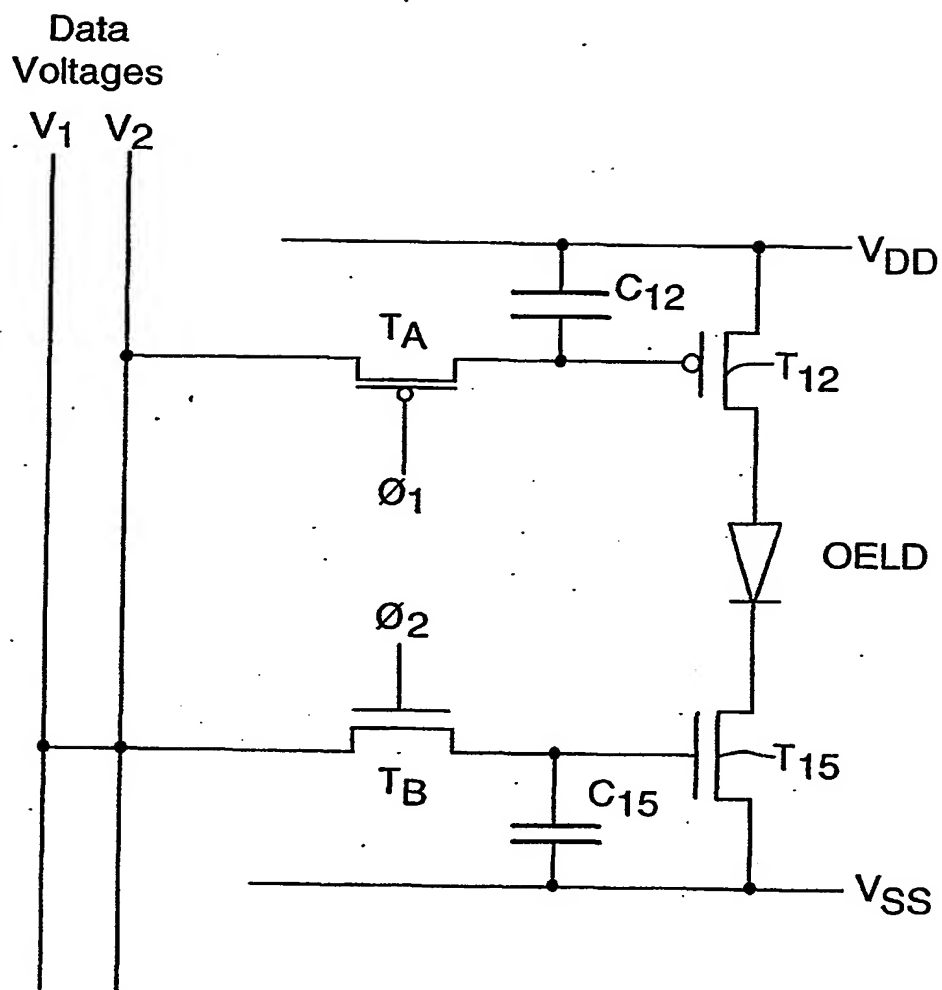 Data
Voltages
V1 V2
VDD
C12
TA
T12
Ø1
OELD
Ø2
T15
TB
C15
VSS